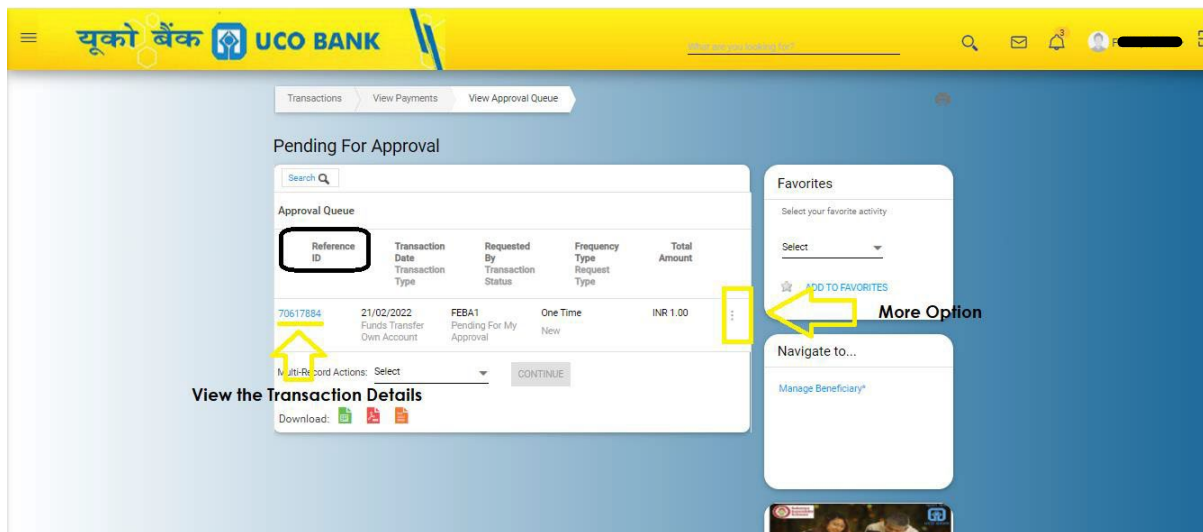 यूको बैंक UCO BANK
What are you looking for?
3
Transactions View Payments View Approval Queue
Pending For Approval
Search
Approval Queue
Reference ID
Transaction Date
Transaction Type
Requested By
Transaction Status
Frequency Type
Request Type
Total Amount
70617884
21/02/2022
Funds Transfer
Own Account
FEBA1
Pending For My
Approval
One Time
New
INR 1.00
Multi-Record Actions: Select CONTINUE
View the Transaction Details
Download:
Favorites
Select your favorite activity
Select
ADD TO FAVORITES
More Option
Navigate to...
Manage Beneficiary*
UCO BANK